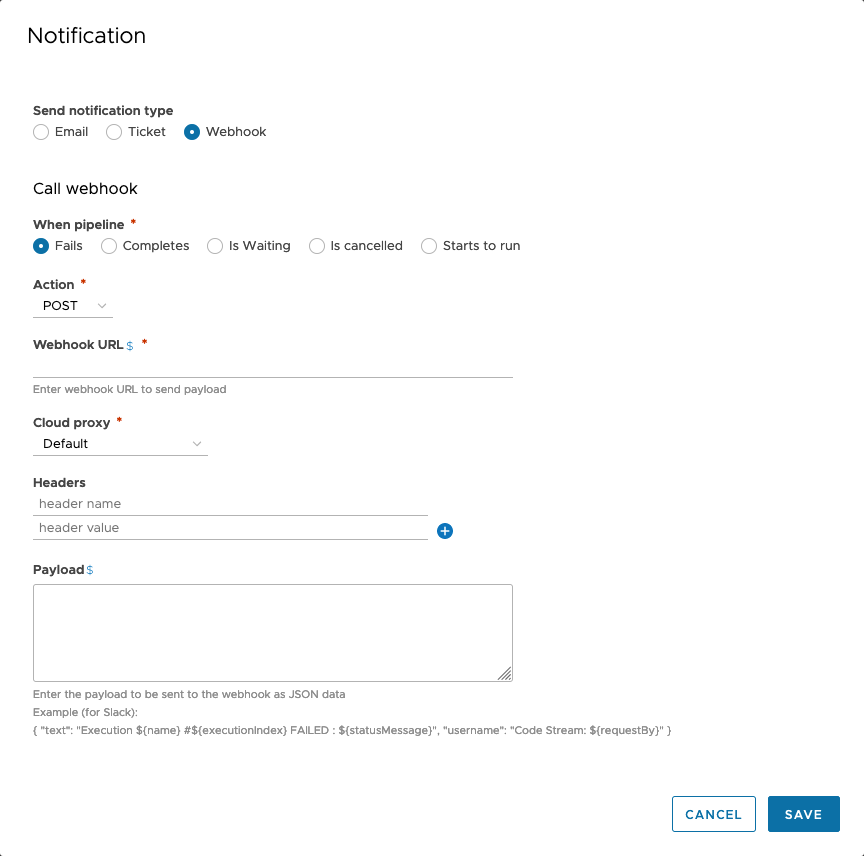 Notification
Send notification type
Email Ticket Webhook
Call webhook
When pipeline *
Fails Completes Is Waiting Is cancelled Starts to run
Action *
POST
Webhook URL $ *
Enter webhook URL to send payload
Cloud proxy *
Default
Headers
header name
header value
Payload $
Enter the payload to be sent to the webhook as JSON data
Example (for Slack):
{ "text": "Execution ${name} #${executionIndex} FAILED : ${statusMessage}", "username": "Code Stream: ${requestBy}" }
CANCEL SAVE